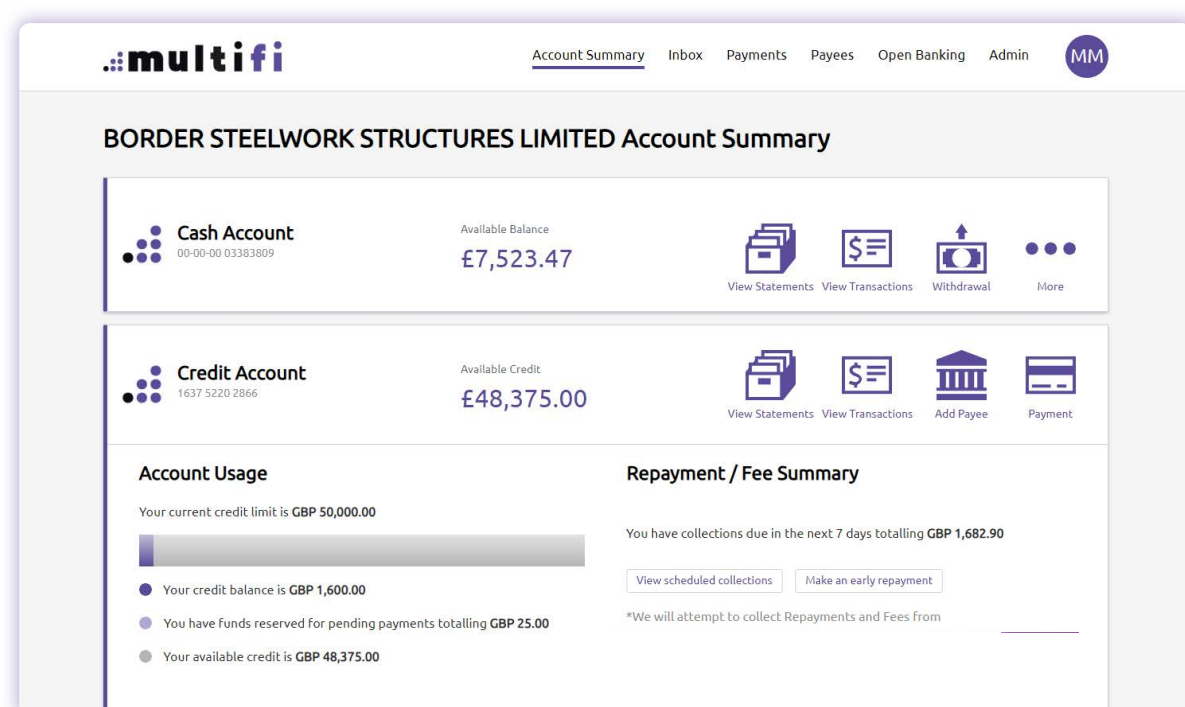 multifi
Account Summary Inbox Payments Payees Open Banking Admin MM
BORDER STEELWORK STRUCTURES LIMITED Account Summary
Cash Account
00-00-00 03383809
Available Balance
£7,523.47
View Statements View Transactions Withdrawal More
Credit Account
1637 5220 2866
Available Credit
£48,375.00
View Statements View Transactions Add Payee Payment
Account Usage
Your current credit limit is GBP 50,000.00
Your credit balance is GBP 1,600.00
You have funds reserved for pending payments totalling GBP 25.00
Your available credit is GBP 48,375.00
Repayment / Fee Summary
You have collections due in the next 7 days totalling GBP 1,682.90
View scheduled collections Make an early repayment
*We will attempt to collect Repayments and Fees from